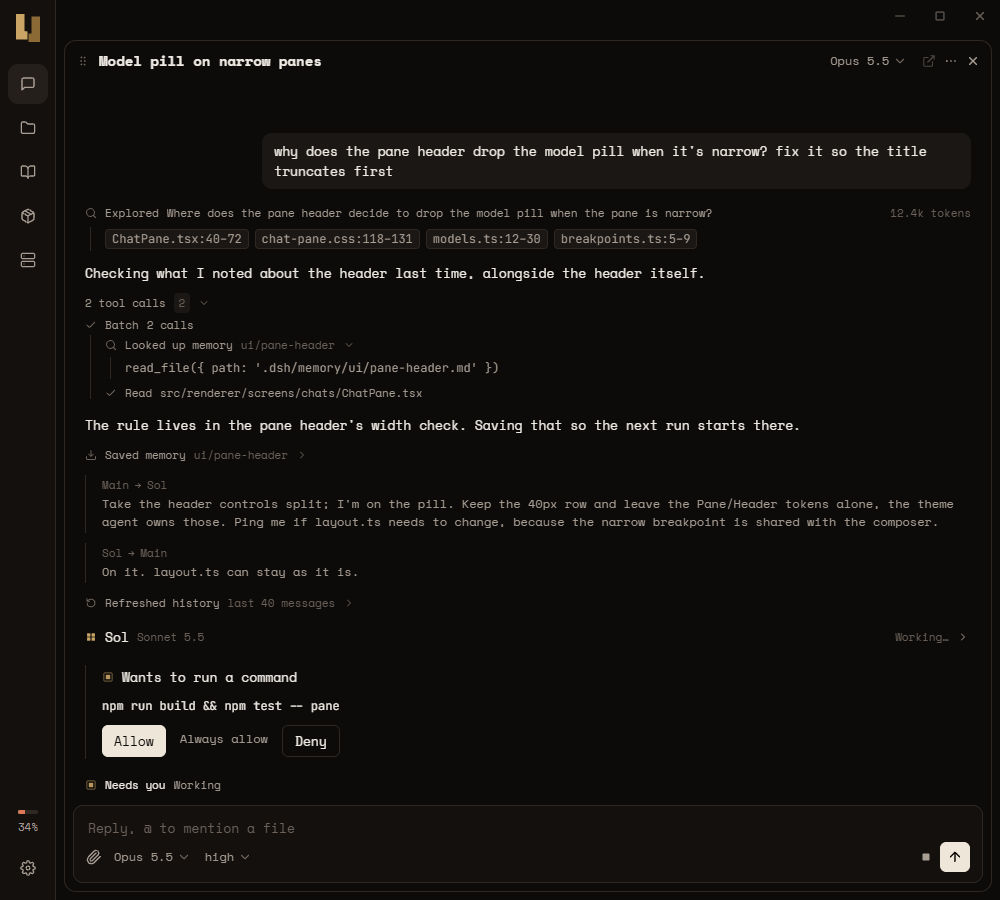 Model pill on narrow panes
Opus 5.5
why does the pane header drop the model pill when it's narrow? fix it so the title
truncates first
Explored Where does the pane header decide to drop the model pill when the pane is narrow?
12.4k tokens
ChatPane.tsx:40–72
chat-pane.css:118–131
models.ts:12–30
breakpoints.ts:5–9
Checking what I noted about the header last time, alongside the header itself.
2 tool calls 2
Batch 2 calls
Looked up memory ui/pane-header
read_file({ path: '.dsh/memory/ui/pane-header.md' })
Read src/renderer/screens/chats/ChatPane.tsx
The rule lives in the pane header's width check. Saving that so the next run starts there.
Saved memory ui/pane-header
Main → Sol
Take the header controls split; I'm on the pill. Keep the 40px row and leave the Pane/Header tokens alone, the theme
agent owns those. Ping me if layout.ts needs to change, because the narrow breakpoint is shared with the composer.
Sol → Main
On it. layout.ts can stay as it is.
Refreshed history last 40 messages
Sol Sonnet 5.5
Working…
Wants to run a command
npm run build && npm test -- pane
Allow
Always allow
Deny
Needs you Working
Reply, @ to mention a file
Opus 5.5
high
34%